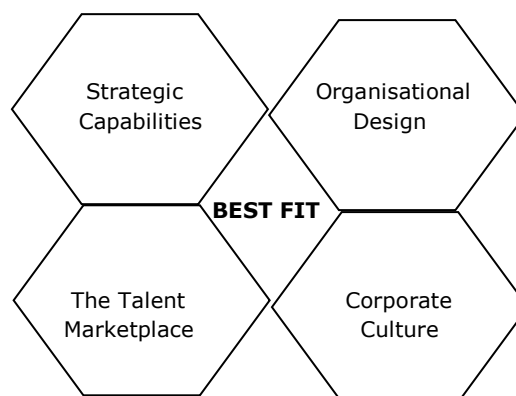 Strategic
Capabilities
Organisational
Design
BEST FIT
The Talent
Marketplace
Corporate
Culture